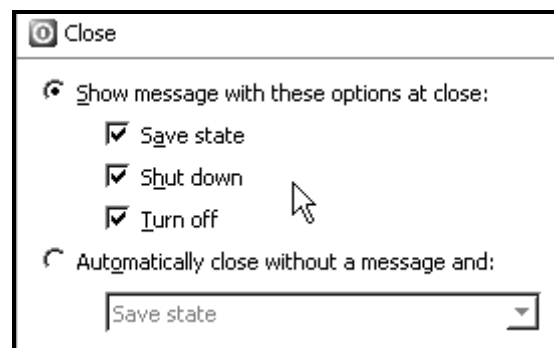 Close
Show message with these options at close:
Save state
Shut down
Turn off
Automatically close without a message and:
Save state